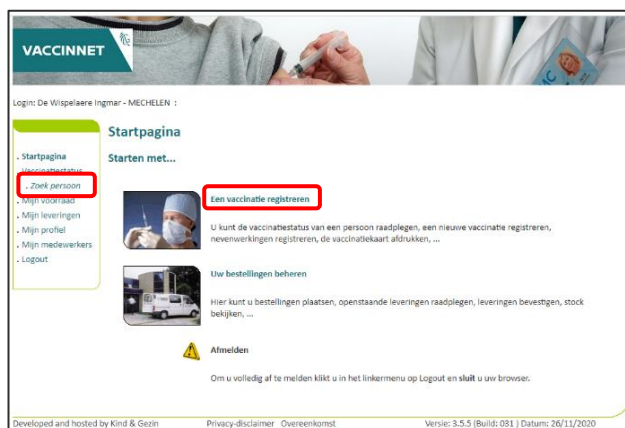 VACCINNET
Login: De Wispelaere Ingmar - MECHELEN :
Startpagina
. Startpagina
. Vaccinatiestatus
. Zoek persoon
. Mijn voorraad
. Mijn leveringen
. Mijn profiel
. Mijn medewerkers
. Logout
Starten met...
Een vaccinatie registreren
U kunt de vaccinatiestatus van een persoon raadplegen, een nieuwe vaccinatie registreren,
nevenwerkingen registreren, de vaccinatiekaart afdrukken, ...
Uw bestellingen beheren
Hier kunt u bestellingen plaatsen, openstaande leveringen raadplegen, leveringen bevestigen, stock
bekijken, ...
Afmelden
Om u volledig af te melden klikt u in het linkermenu op Logout en sluit u uw browser.
Developed and hosted by Kind & Gezin Privacy-disclaimer Overeenkomst Versie: 3.5.5 (Build: 031 ) Datum: 26/11/2020